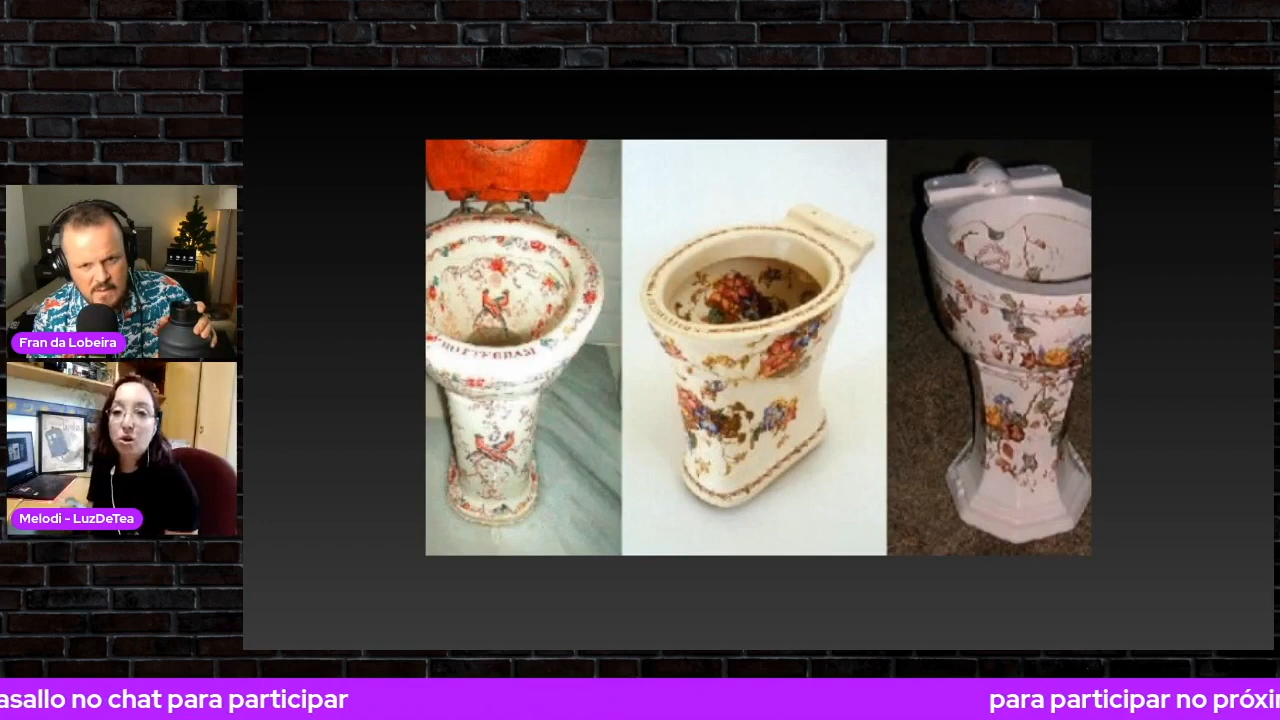 Fran da Lobeira
Melodi - LuzDeTea
asallo no chat para participar
para participar no próxi